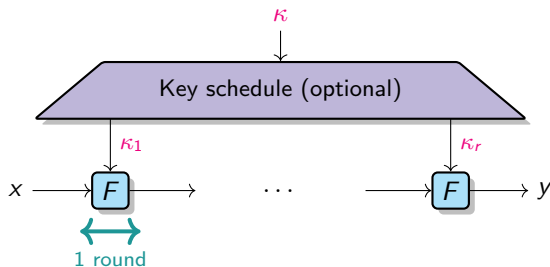 κ
Key schedule (optional)
κ₁ κᵣ
x F ⋯ F y
1 round